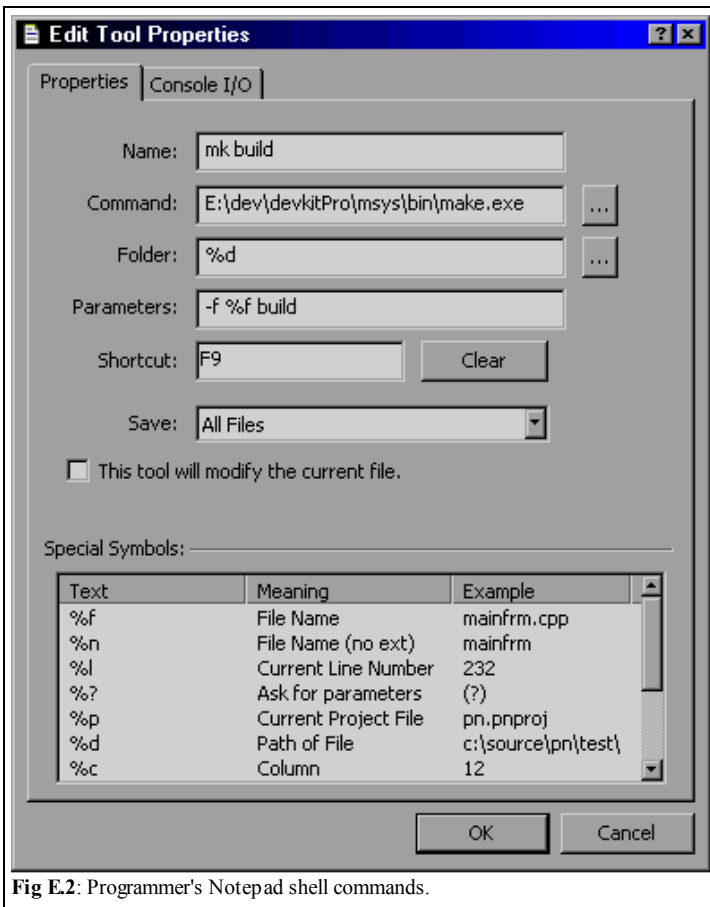 Edit Tool Properties
? ×
Properties Console I/O
Name: mk build
Command: E:\dev\devkitPro\msys\bin\make.exe ...
Folder: %d ...
Parameters: -f %f build
Shortcut: F9 Clear
Save: All Files
This tool will modify the current file.
Special Symbols:
Text Meaning Example
%f File Name mainfrm.cpp
%n File Name (no ext) mainfrm
%l Current Line Number 232
%? Ask for parameters (?)
%p Current Project File pn.pnproj
%d Path of File c:\source\pn\test\
%c Column 12
OK Cancel
Fig E.2: Programmer's Notepad shell commands.